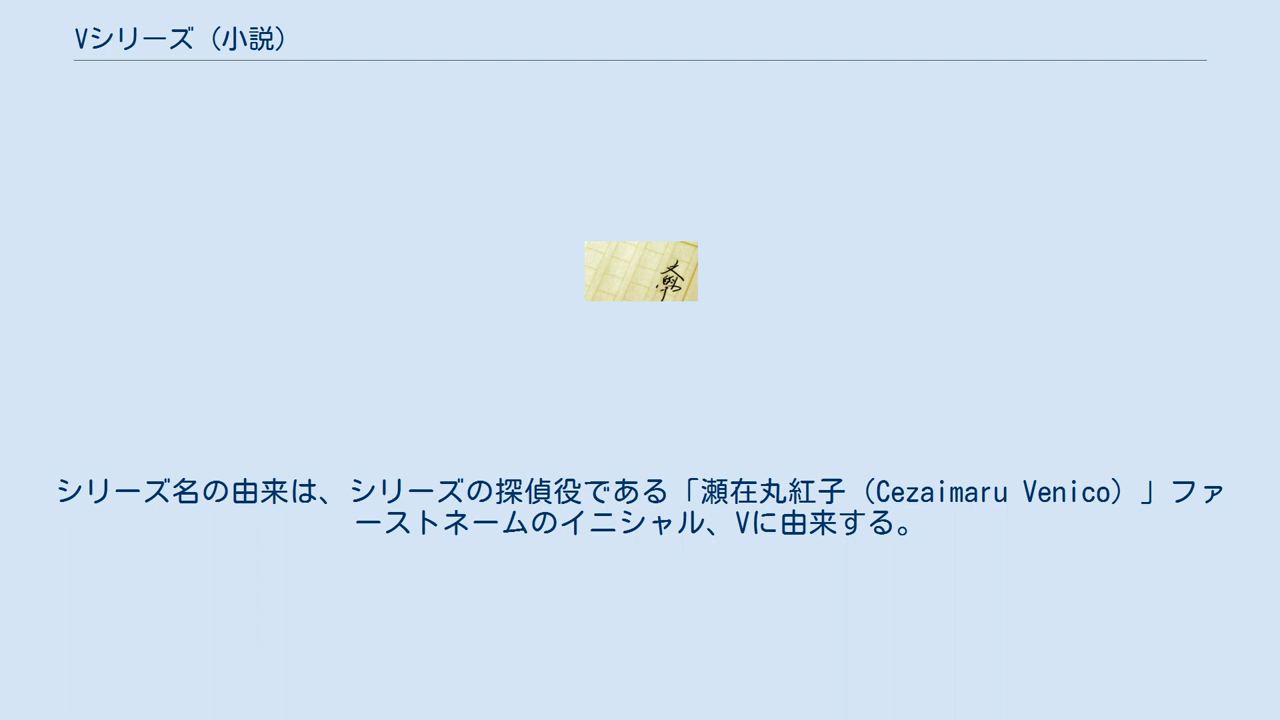 Vシリーズ（小説）
シリーズ名の由来は、シリーズの探偵役である「瀬在丸紅子（Cezaimaru Venico）」ファ
ーストネームのイニシャル、Vに由来する。